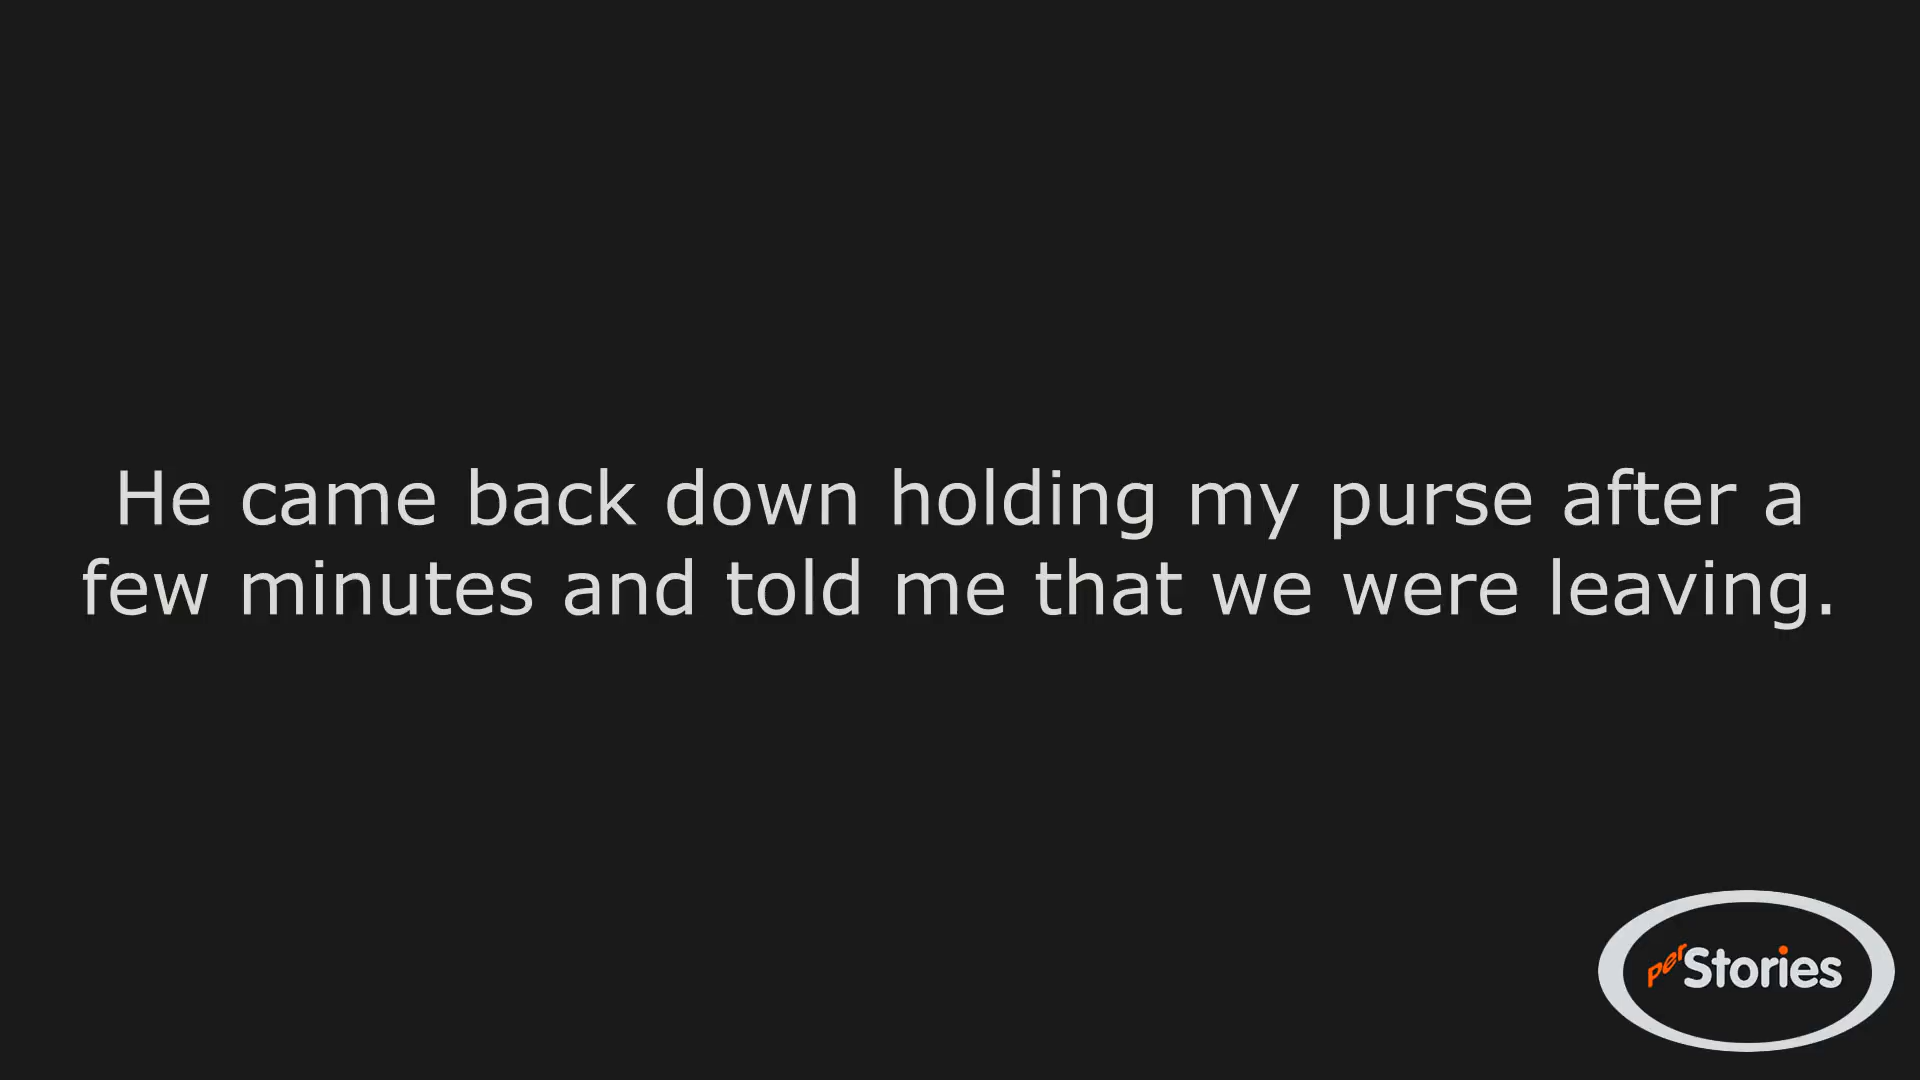 He came back down holding my purse after a
few minutes and told me that we were leaving.
perStories